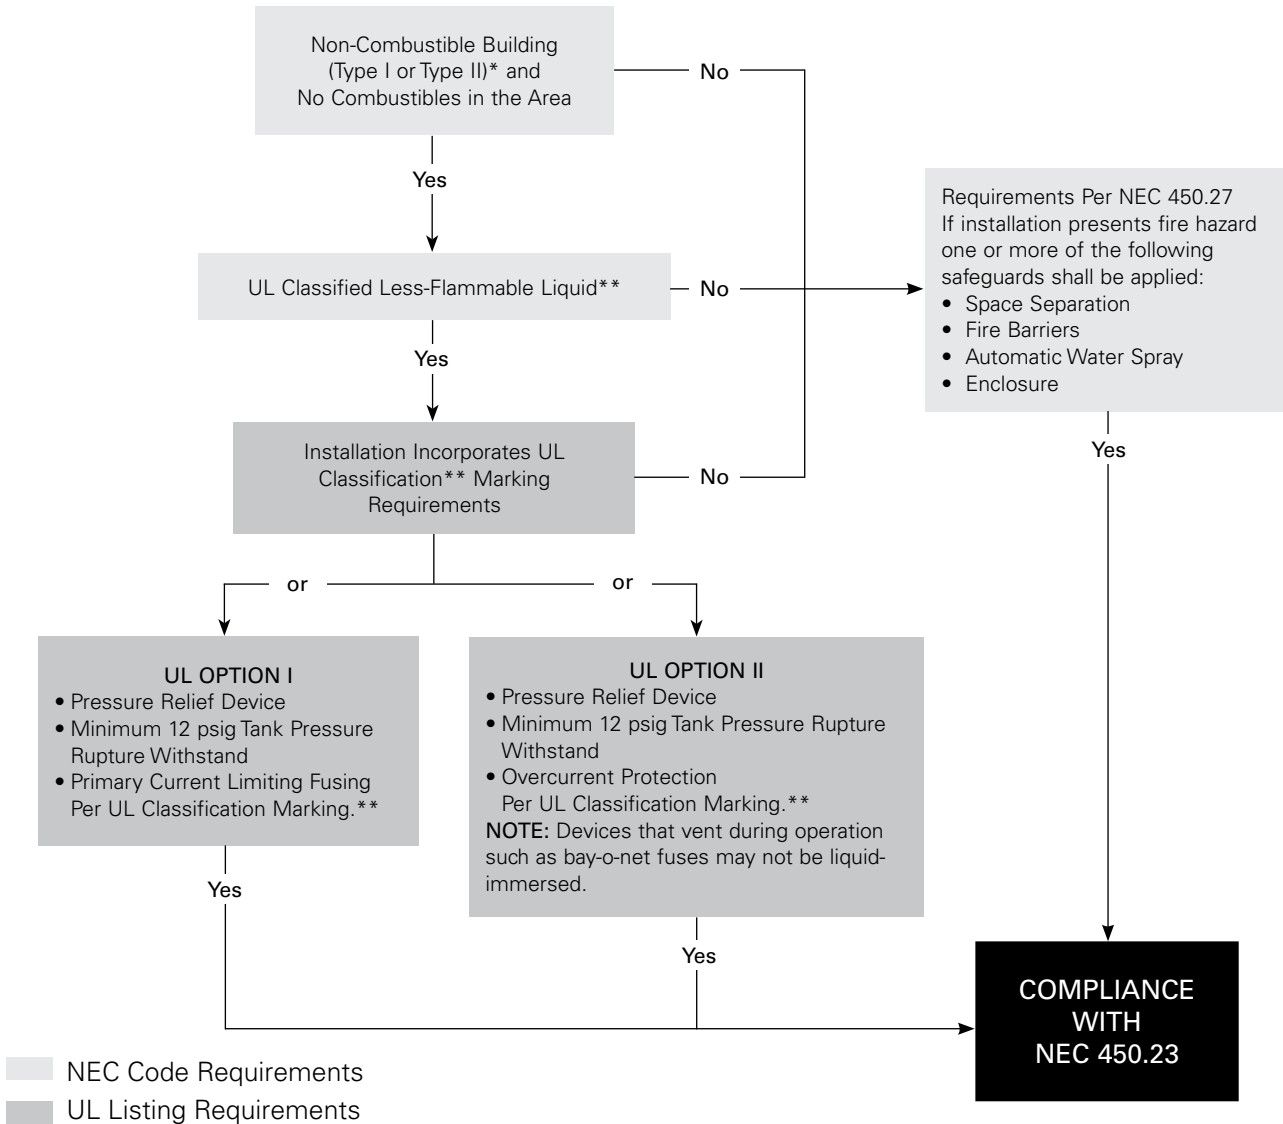 Non-Combustible Building
(Type I or Type II)* and
No Combustibles in the Area
No
Yes
UL Classified Less-Flammable Liquid**
No
Yes
Installation Incorporates UL
Classification** Marking
Requirements
No
Requirements Per NEC 450.27
If installation presents fire hazard
one or more of the following
safeguards shall be applied:
• Space Separation
• Fire Barriers
• Automatic Water Spray
• Enclosure
Yes
or
or
UL OPTION I
• Pressure Relief Device
• Minimum 12 psig Tank Pressure
Rupture Withstand
• Primary Current Limiting Fusing
Per UL Classification Marking.**
Yes
UL OPTION II
• Pressure Relief Device
• Minimum 12 psig Tank Pressure Rupture
Withstand
• Overcurrent Protection
Per UL Classification Marking.**
NOTE: Devices that vent during operation
such as bay-o-net fuses may not be liquid-
immersed.
Yes
COMPLIANCE
WITH
NEC 450.23
NEC Code Requirements
UL Listing Requirements